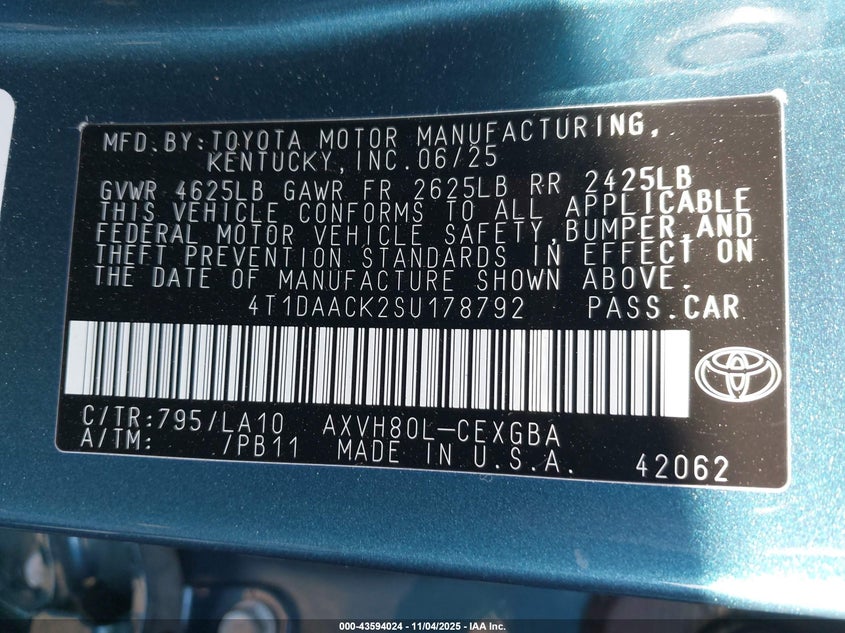 MFD.BY:TOYOTA MOTOR MANUFACTURING,
KENTUCKY,INC.06/25
GVWR 4625LB GAWR FR 2625LB RR 2425LB
THIS VEHICLE CONFORMS TO ALL APPLICABLE
FEDERAL MOTOR VEHICLE SAFETY,BUMPER,AND
THEFT PREVENTION STANDARDS IN EFFECT ON
THE DATE OF MANUFACTURE SHOWN ABOVE.
4T1DAACK2SU178792 PASS.CAR
C/TR:795/LA10 AXVH80L-CEXGBA
A/TM: /PB11 MADE IN U.S.A. 42062
000-43594024 | 11/04/2025 - IAA Inc.